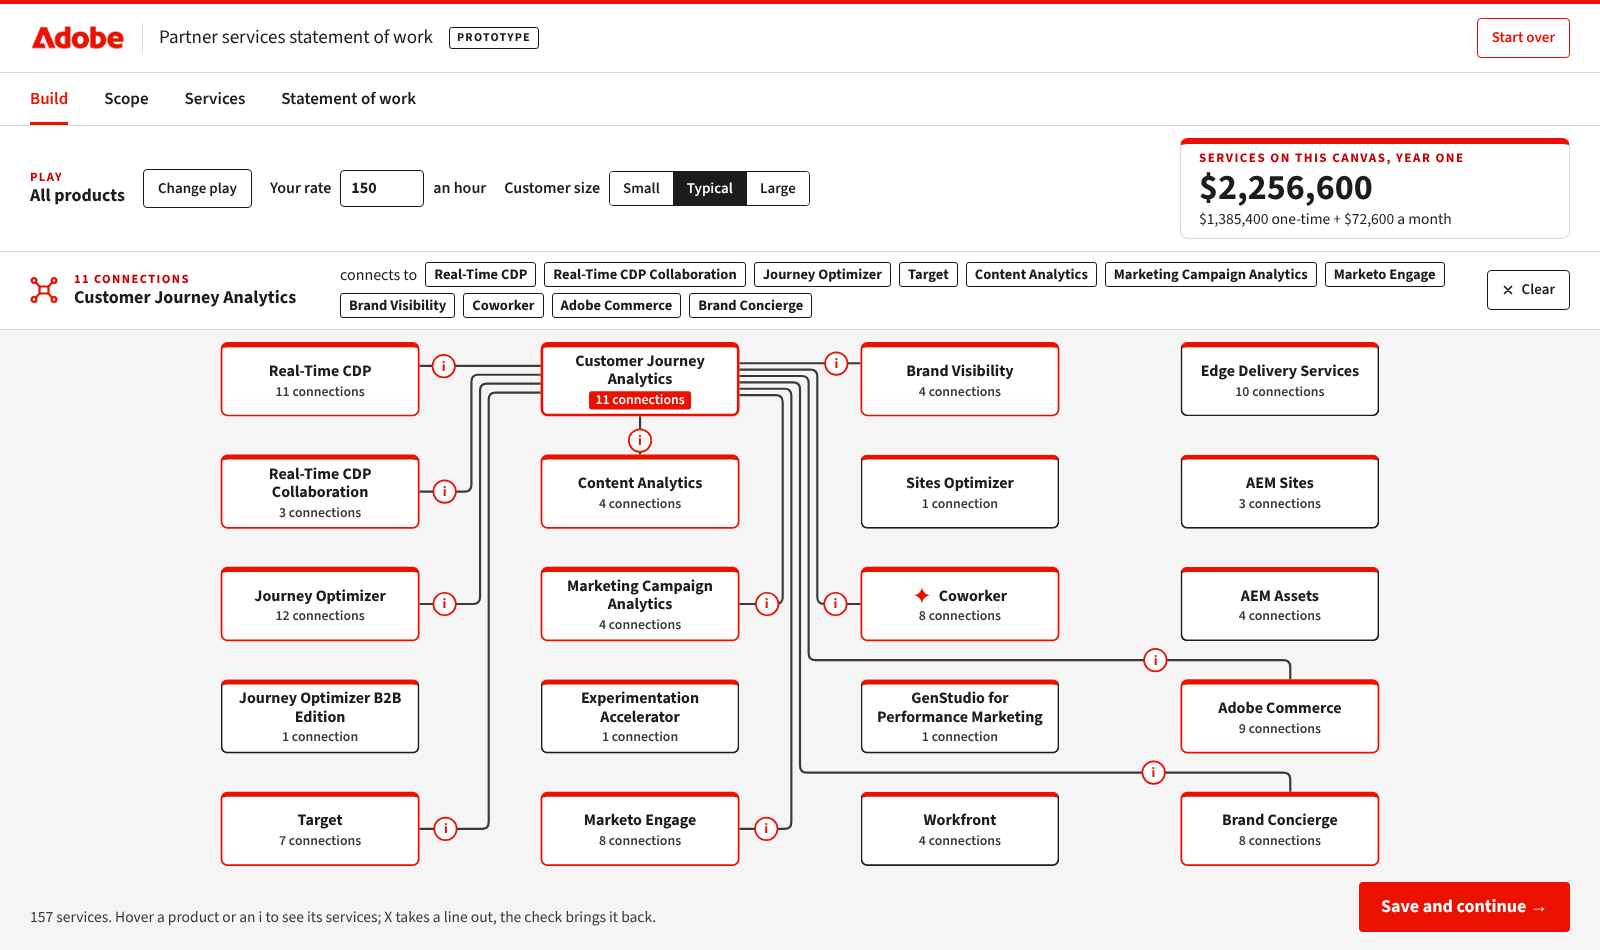 Adobe
Partner services statement of work
PROTOTYPE
Start over
Build
Scope
Services
Statement of work
PLAY
All products
Change play
Your rate
150
an hour
Customer size
Small
Typical
Large
SERVICES ON THIS CANVAS, YEAR ONE
$2,256,600
$1,385,400 one-time + $72,600 a month
11 CONNECTIONS
Customer Journey Analytics
connects to
Real-Time CDP
Real-Time CDP Collaboration
Journey Optimizer
Target
Content Analytics
Marketing Campaign Analytics
Marketo Engage
Brand Visibility
Coworker
Adobe Commerce
Brand Concierge
× Clear
Real-Time CDP
11 connections
i
Customer Journey
Analytics
11 connections
i
Brand Visibility
4 connections
Edge Delivery Services
10 connections
i
Real-Time CDP
Collaboration
3 connections
i
Content Analytics
4 connections
Sites Optimizer
1 connection
AEM Sites
3 connections
Journey Optimizer
12 connections
i
Marketing Campaign
Analytics
4 connections
i
i
Coworker
8 connections
AEM Assets
4 connections
i
Journey Optimizer B2B
Edition
1 connection
Experimentation
Accelerator
1 connection
GenStudio for
Performance Marketing
1 connection
Adobe Commerce
9 connections
i
Target
7 connections
i
Marketo Engage
8 connections
i
Workfront
4 connections
Brand Concierge
8 connections
157 services. Hover a product or an i to see its services; X takes a line out, the check brings it back.
Save and continue →